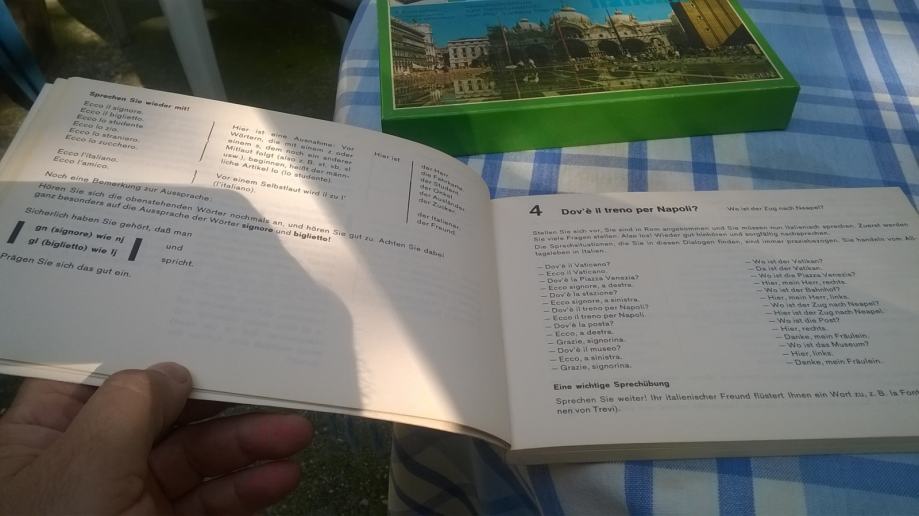 Sprechen Sie wieder mit!
Ecco il signore.
Ecco il biglietto.
Ecco lo studente.
Ecco lo zio.
Ecco lo straniero.
Ecco lo zucchero.
Ecco l'italiano.
Ecco l'amico.
Hier ist eine Ausnahme: Vor
Wörtern, die mit einem z oder
einem s, dem noch ein anderer
Mitlaut folgt (also z. B. st, sb, sl
usw.), beginnen, heißt der männ-
liche Artikel lo (lo studente).
Vor einem Selbstlaut wird il zu l'
(l'italiano).
Hier ist
der Herr.
die Fahrkarte.
der Student.
der Onkel.
der Ausländer.
der Zucker.
der Italiener.
der Freund.
Noch eine Bemerkung zur Aussprache:
Hören Sie sich die obenstehenden Wörter nochmals an, und hören Sie gut zu. Achten Sie dabei
ganz besonders auf die Aussprache der Wörter signore und biglietto!
Sicherlich haben Sie gehört, daß man
gn (signore) wie nj
und
gl (biglietto) wie lj
spricht.
Prägen Sie sich das gut ein.
4 Dov'è il treno per Napoli? Wo ist der Zug nach Neapel?
Stellen Sie sich vor, Sie sind in Rom angekommen und Sie müssen nun Italienisch sprechen. Zuerst werden
Sie viele Fragen stellen. Also los! Wieder gut hinhören und sorgfältig nachsprechen.
Die Sprechsituationen, die Sie in diesen Dialogen finden, sind immer praxisbezogen. Sie handeln vom All-
tagsleben in Italien.
– Dov'è il Vaticano?
– Ecco il Vaticano.
– Dov'è la Piazza Venezia?
– Ecco signore, a destra.
– Dov'è la stazione?
– Ecco signore, a sinistra.
– Dov'è il treno per Napoli?
– Ecco il treno per Napoli.
– Dov'è la posta?
– Ecco, a destra.
– Grazie, signorina.
– Dov'è il museo?
– Ecco, a sinistra.
– Grazie, signorina.
– Wo ist der Vatikan?
– Da ist der Vatikan.
– Wo ist die Piazza Venezia?
– Hier, mein Herr, rechts.
– Wo ist der Bahnhof?
– Hier, mein Herr, links.
– Wo ist der Zug nach Neapel?
– Hier ist der Zug nach Neapel.
– Wo ist die Post?
– Hier, rechts.
– Danke, mein Fräulein.
– Wo ist das Museum?
– Hier, links.
– Danke, mein Fräulein.
Eine wichtige Sprechübung
Sprechen Sie weiter! Ihr italienischer Freund flüstert Ihnen ein Wort zu, z. B. la Font
nen von Trevi).